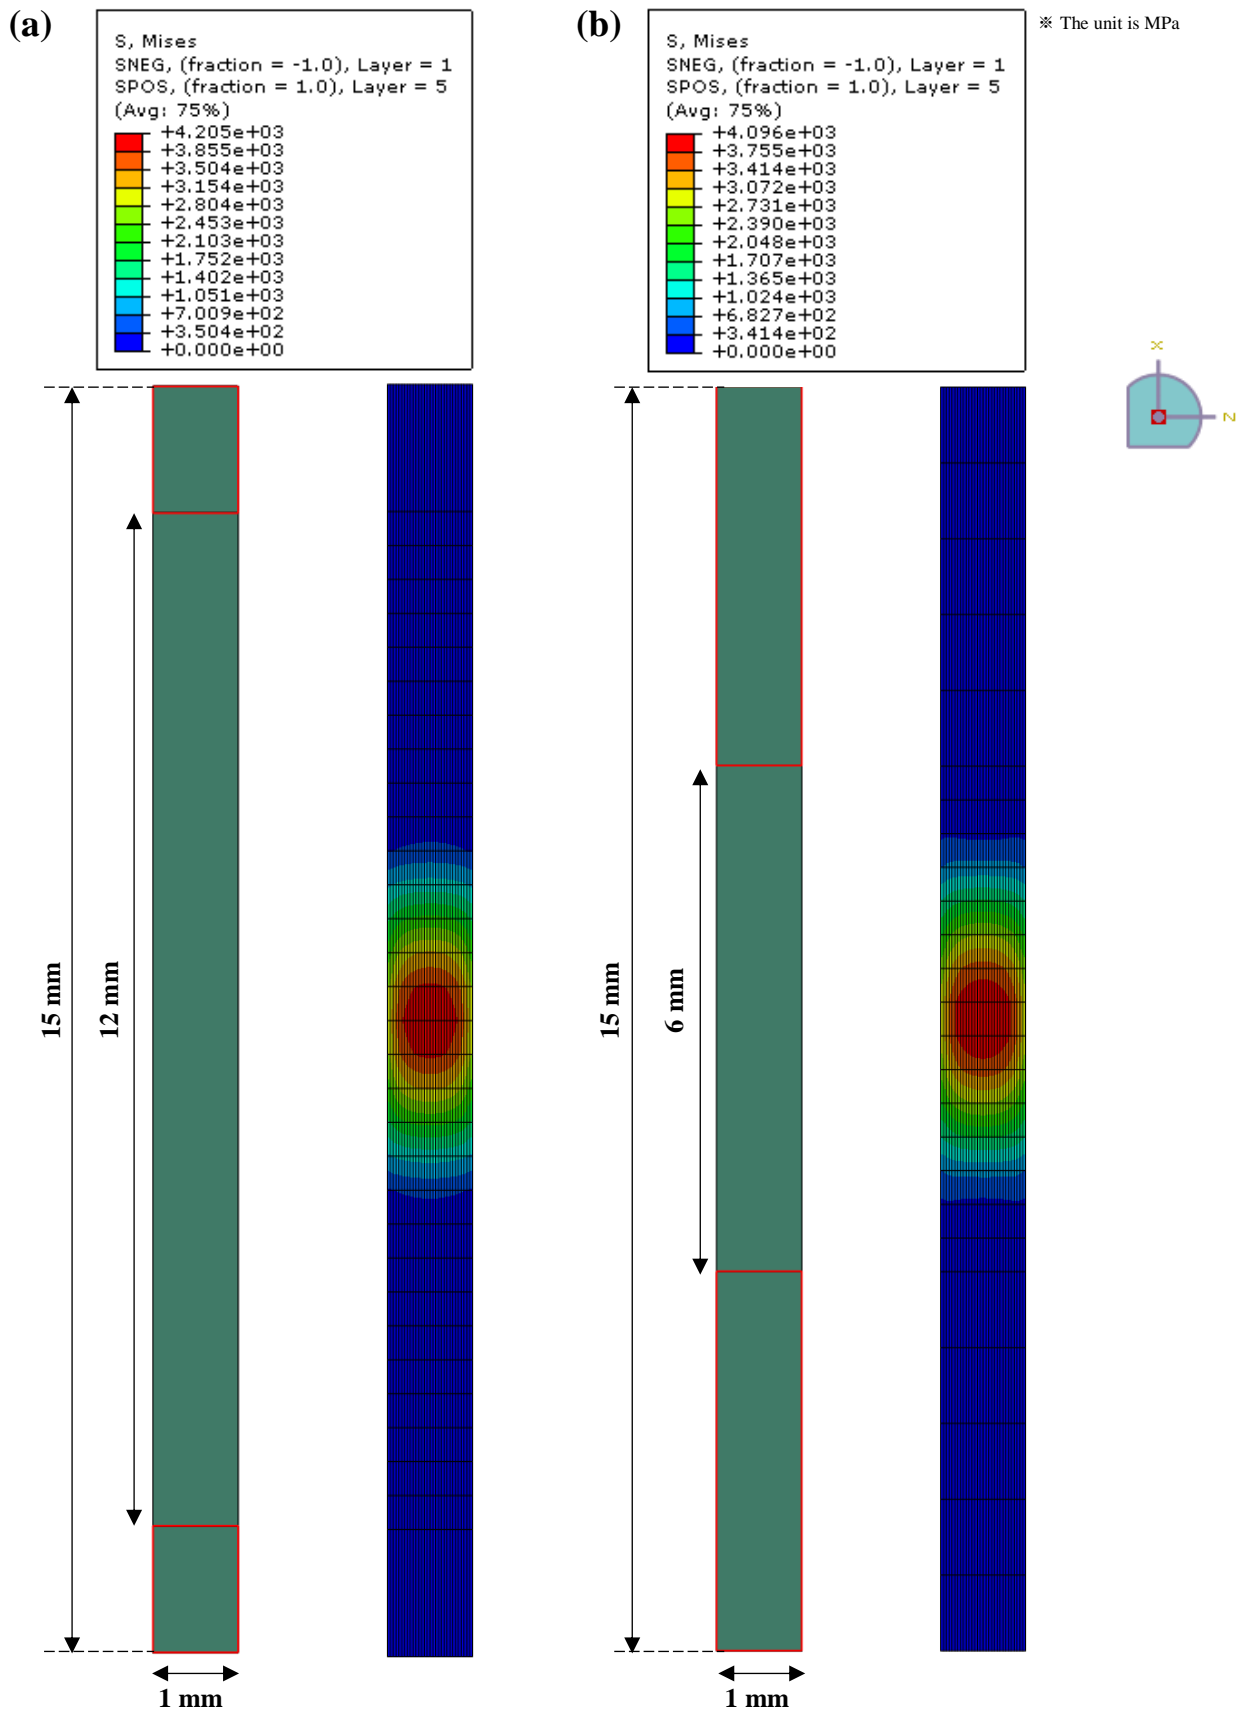 (a)
S, Mises
SNEG, (fraction = -1.0), Layer = 1
SPOS, (fraction = 1.0), Layer = 5
(Avg: 75%)
+4.205e+03
+3.855e+03
+3.504e+03
+3.154e+03
+2.804e+03
+2.453e+03
+2.103e+03
+1.752e+03
+1.402e+03
+1.051e+03
+7.009e+02
+3.504e+02
+0.000e+00
15 mm
12 mm
1 mm
(b)
S, Mises
SNEG, (fraction = -1.0), Layer = 1
SPOS, (fraction = 1.0), Layer = 5
(Avg: 75%)
+4.096e+03
+3.755e+03
+3.414e+03
+3.072e+03
+2.731e+03
+2.390e+03
+2.048e+03
+1.707e+03
+1.365e+03
+1.024e+03
+6.827e+02
+3.414e+02
+0.000e+00
15 mm
6 mm
1 mm
※ The unit is MPa
X
Z